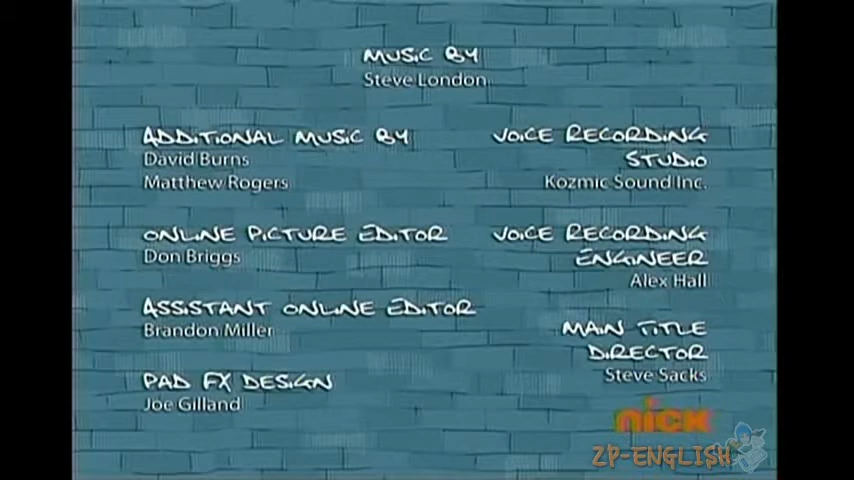 MUSIC BY
Steve London
ADDITIONAL MUSIC BY
David Burns
Matthew Rogers
VOICE RECORDING
STUDIO
Kozmic Sound Inc.
ONLINE PICTURE EDITOR
Don Briggs
VOICE RECORDING
ENGINEER
Alex Hall
ASSISTANT ONLINE EDITOR
Brandon Miller
MAIN TITLE
DIRECTOR
Steve Sacks
PAD FX DESIGN
Joe Gilland
nick
ZP-ENGLISH